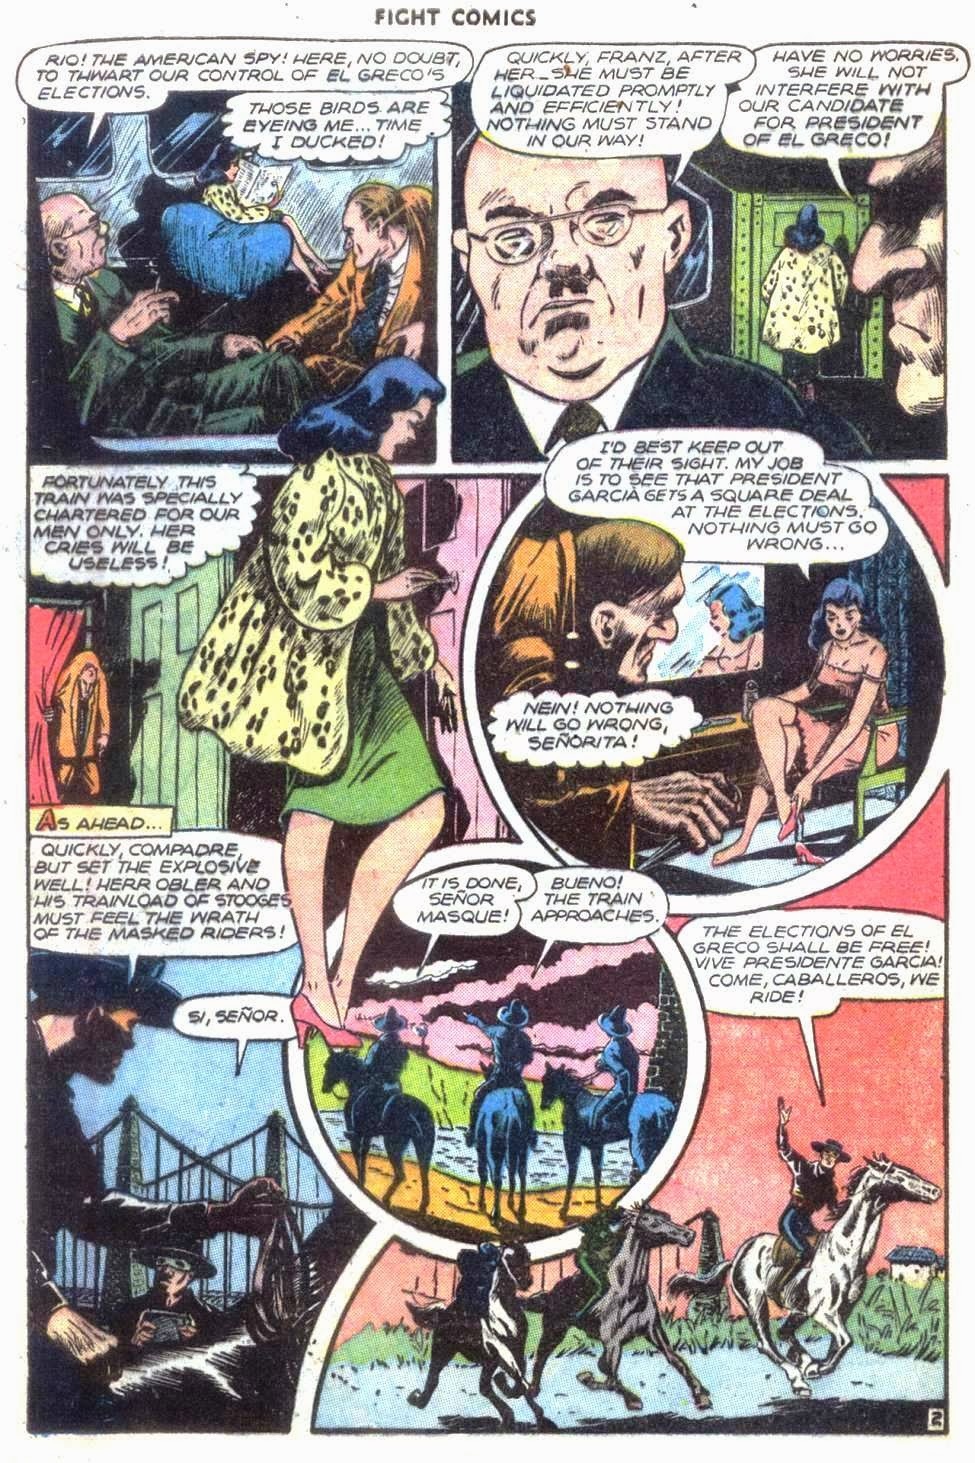 FIGHT COMICS
RIO! THE AMERICAN SPY! HERE, NO DOUBT,
TO THWART OUR CONTROL OF EL GRECO'S
ELECTIONS.
THOSE BIRDS ARE
EYEING ME... TIME
I DUCKED!
QUICKLY, FRANZ, AFTER
HER — SHE MUST BE
LIQUIDATED PROMPTLY
AND EFFICIENTLY!
NOTHING MUST STAND
IN OUR WAY!
HAVE NO WORRIES.
SHE WILL NOT
INTERFERE WITH
OUR CANDIDATE
FOR PRESIDENT
OF EL GRECO!
FORTUNATELY THIS
TRAIN WAS SPECIALLY
CHARTERED FOR OUR
MEN ONLY. HER
CRIES WILL BE
USELESS!
I'D BEST KEEP OUT
OF THEIR SIGHT. MY JOB
IS TO SEE THAT PRESIDENT
GARCIA GETS A SQUARE DEAL
AT THE ELECTIONS.
NOTHING MUST GO
WRONG...
NEIN! NOTHING
WILL GO WRONG,
SEÑORITA!
AS AHEAD...
QUICKLY, COMPADRE,
BUT SET THE EXPLOSIVE
WELL! HERR OBLER AND
HIS TRAINLOAD OF STOOGES
MUST FEEL THE WRATH
OF THE MASKED RIDERS!
SI, SEÑOR.
IT IS DONE,
SEÑOR
MASQUE!
BUENO!
THE TRAIN
APPROACHES.
THE ELECTIONS OF EL
GRECO SHALL BE FREE!
VIVE PRESIDENTE GARCIA!
COME, CABALLEROS, WE
RIDE!
2